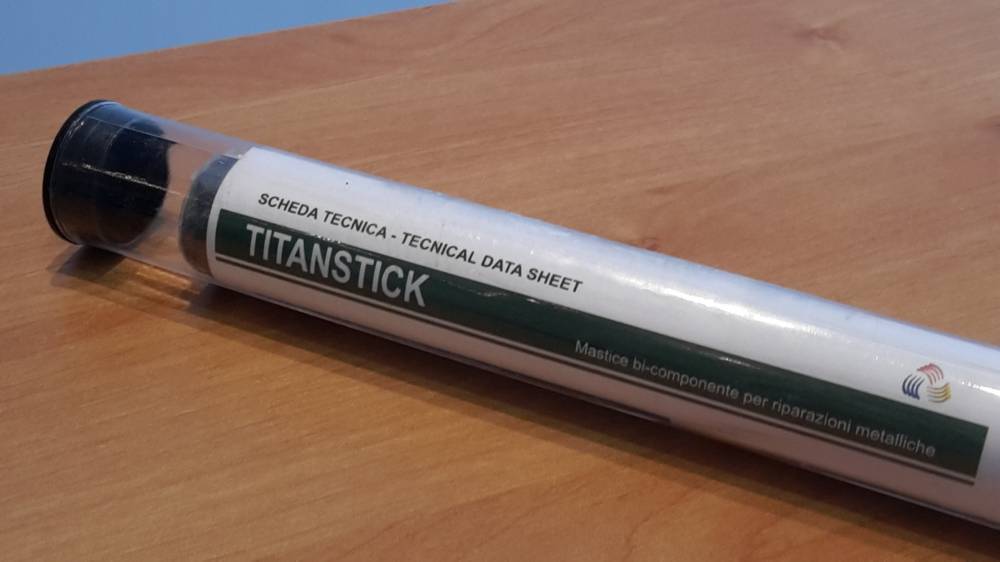 SCHEDA TECNICA - TECNICAL DATA SHEET
TITANSTICK
Mastice bi-componente per riparazioni metalliche